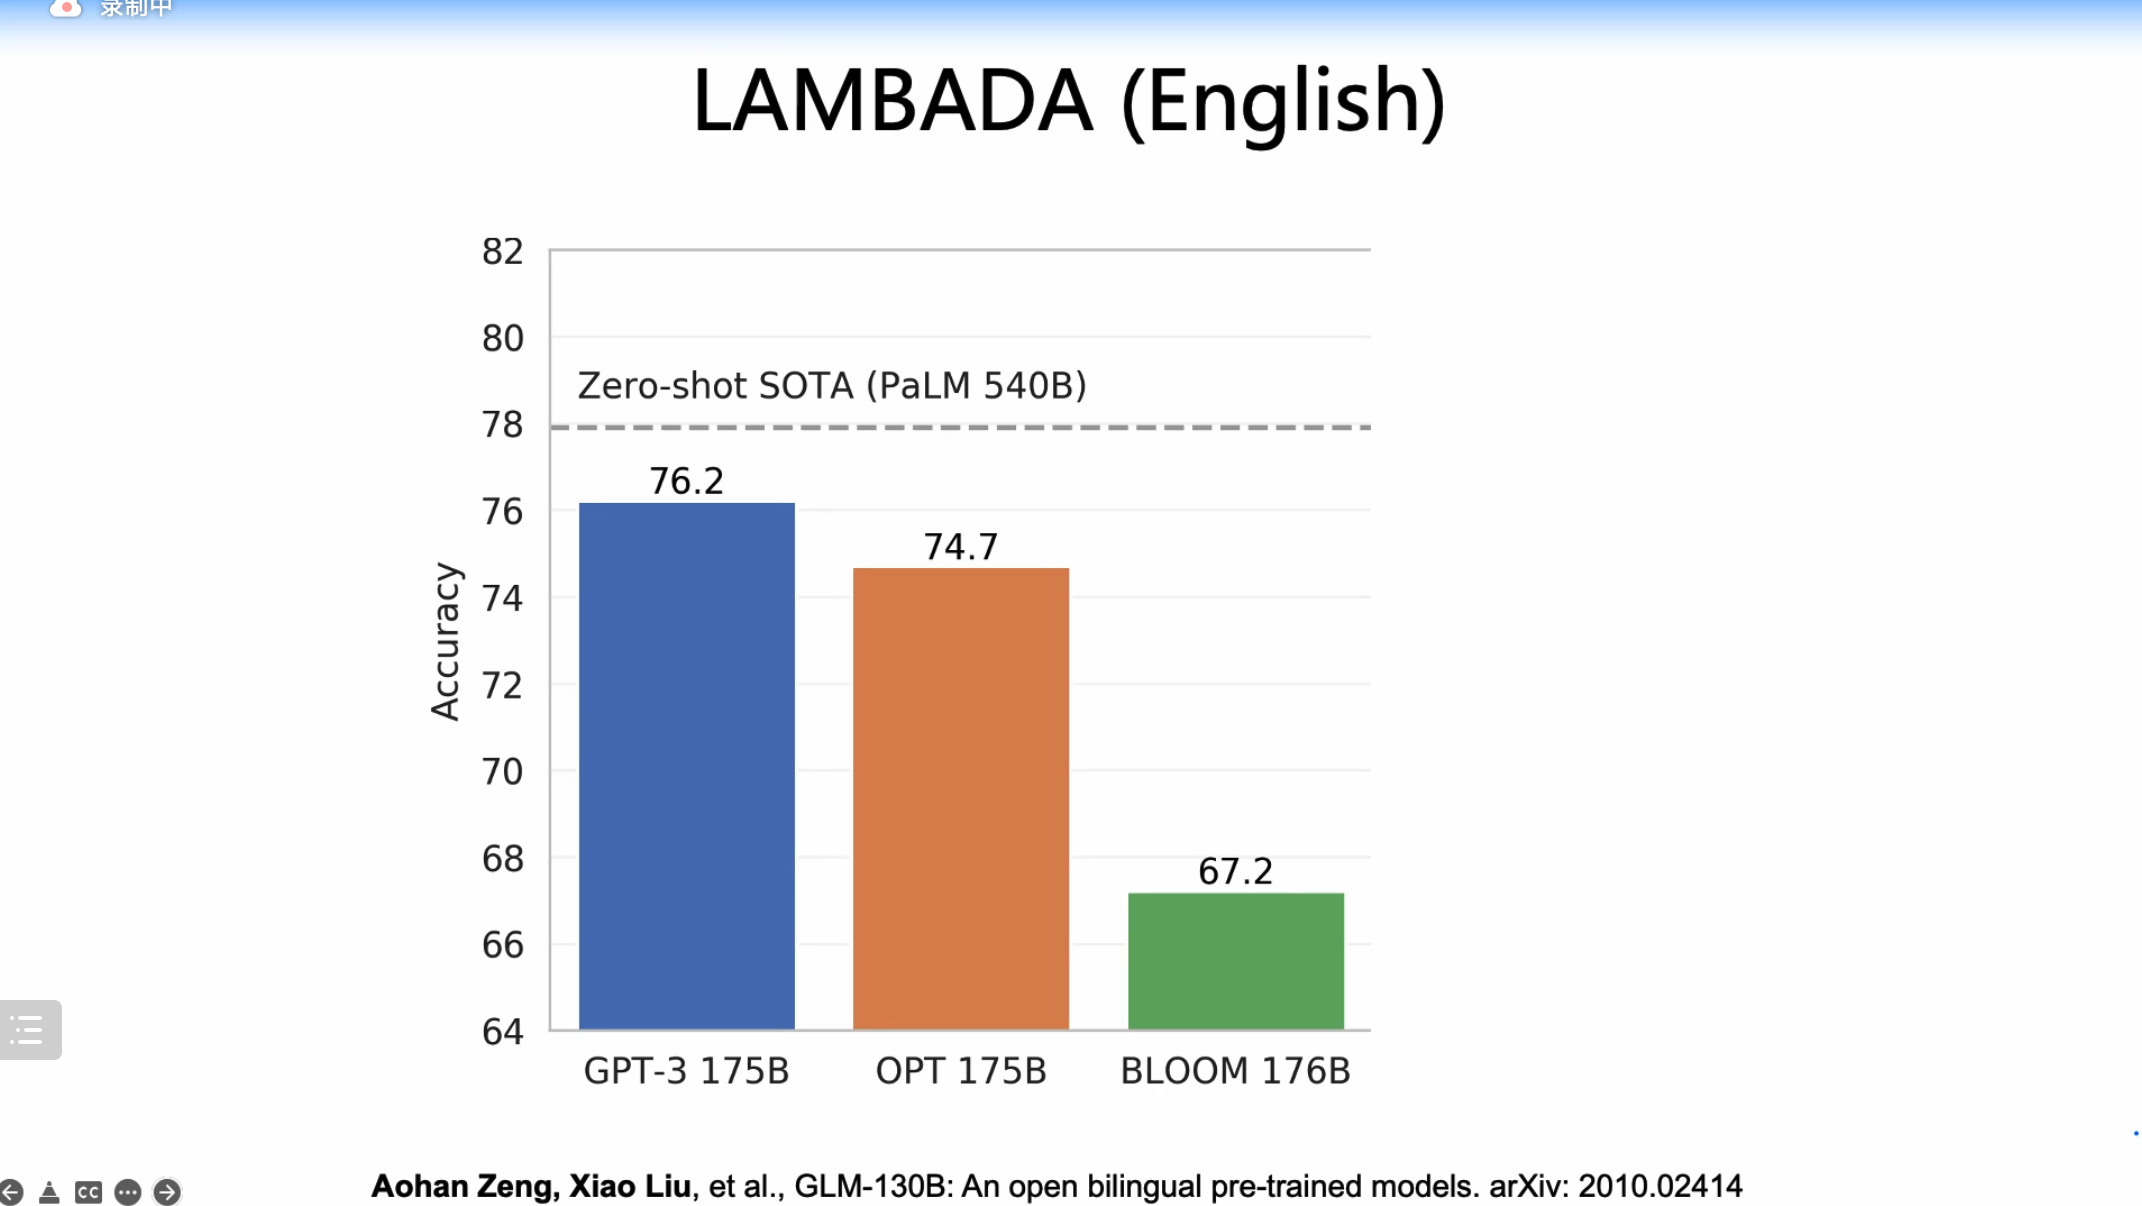 录制中
LAMBADA (English)
82
80
Zero-shot SOTA (PaLM 540B)
78
76.2
76
74.7
74
Accuracy
72
70
68
67.2
66
64
GPT-3 175B OPT 175B BLOOM 176B
Aohan Zeng, Xiao Liu, et al., GLM-130B: An open bilingual pre-trained models. arXiv: 2010.02414
CC